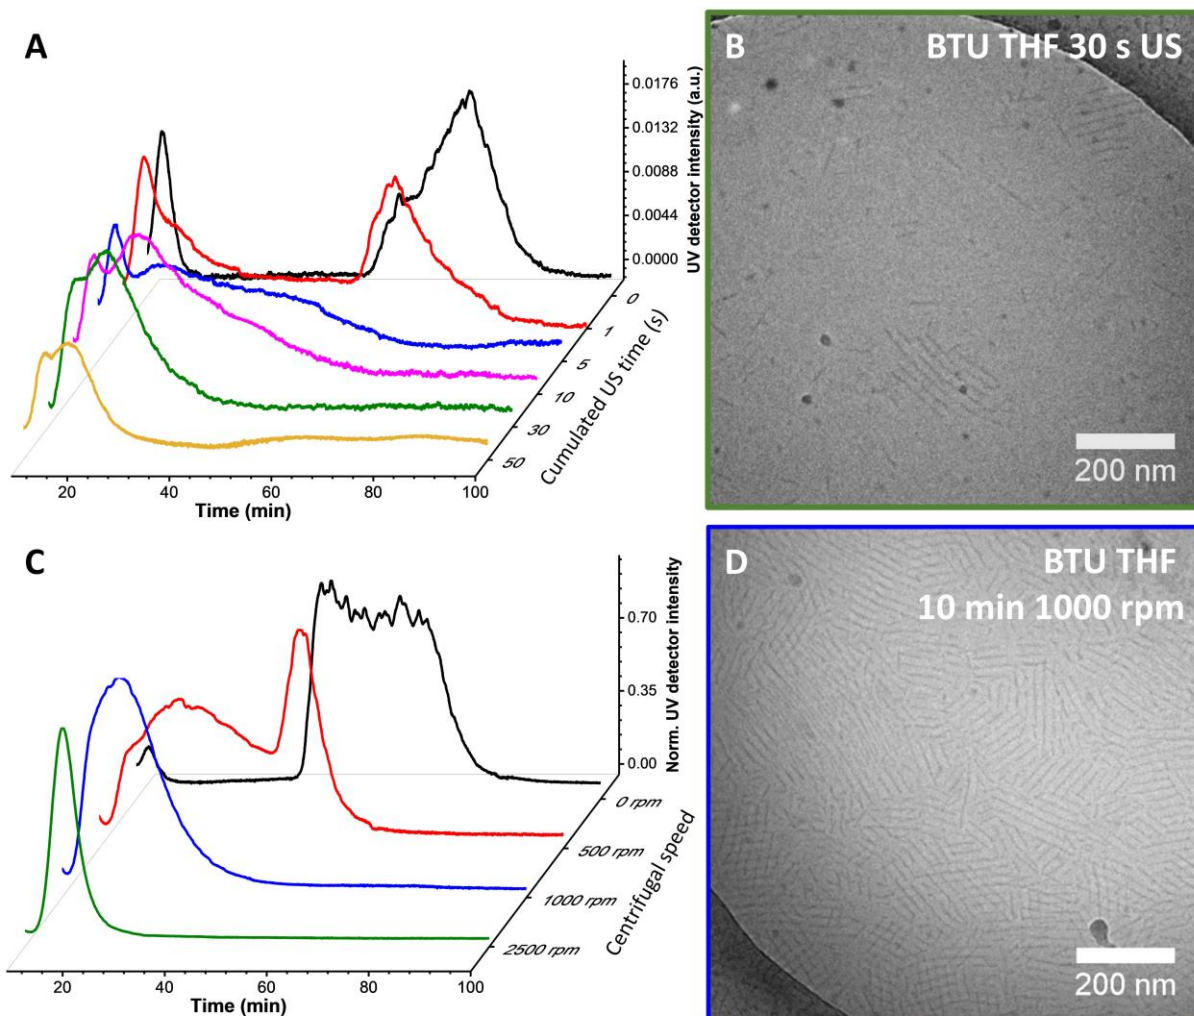 A
0.0176
0.0132
0.0088
0.0044
0.0000
UV detector intensity (a.u.)
0
1
5
10
30
50
Cumulated US time (s)
20
40
60
80
100
Time (min)
B
BTU THF 30 s US
200 nm
C
0.70
0.35
0.00
Norm. UV detector intensity
0 rpm
500 rpm
1000 rpm
2500 rpm
Centrifugal speed
20
40
60
80
100
Time (min)
D
BTU THF
10 min 1000 rpm
200 nm